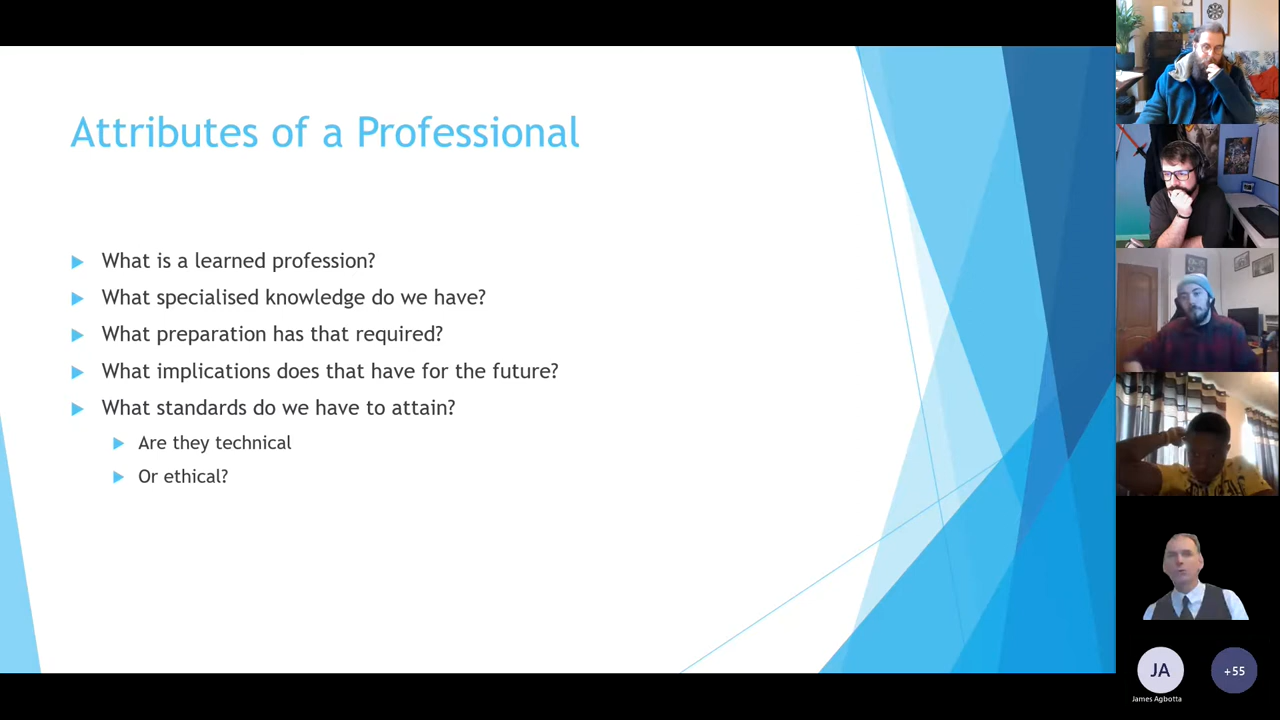 Attributes of a Professional
What is a learned profession?
What specialised knowledge do we have?
What preparation has that required?
What implications does that have for the future?
What standards do we have to attain?
Are they technical
Or ethical?
JA
+55
James Agbotta